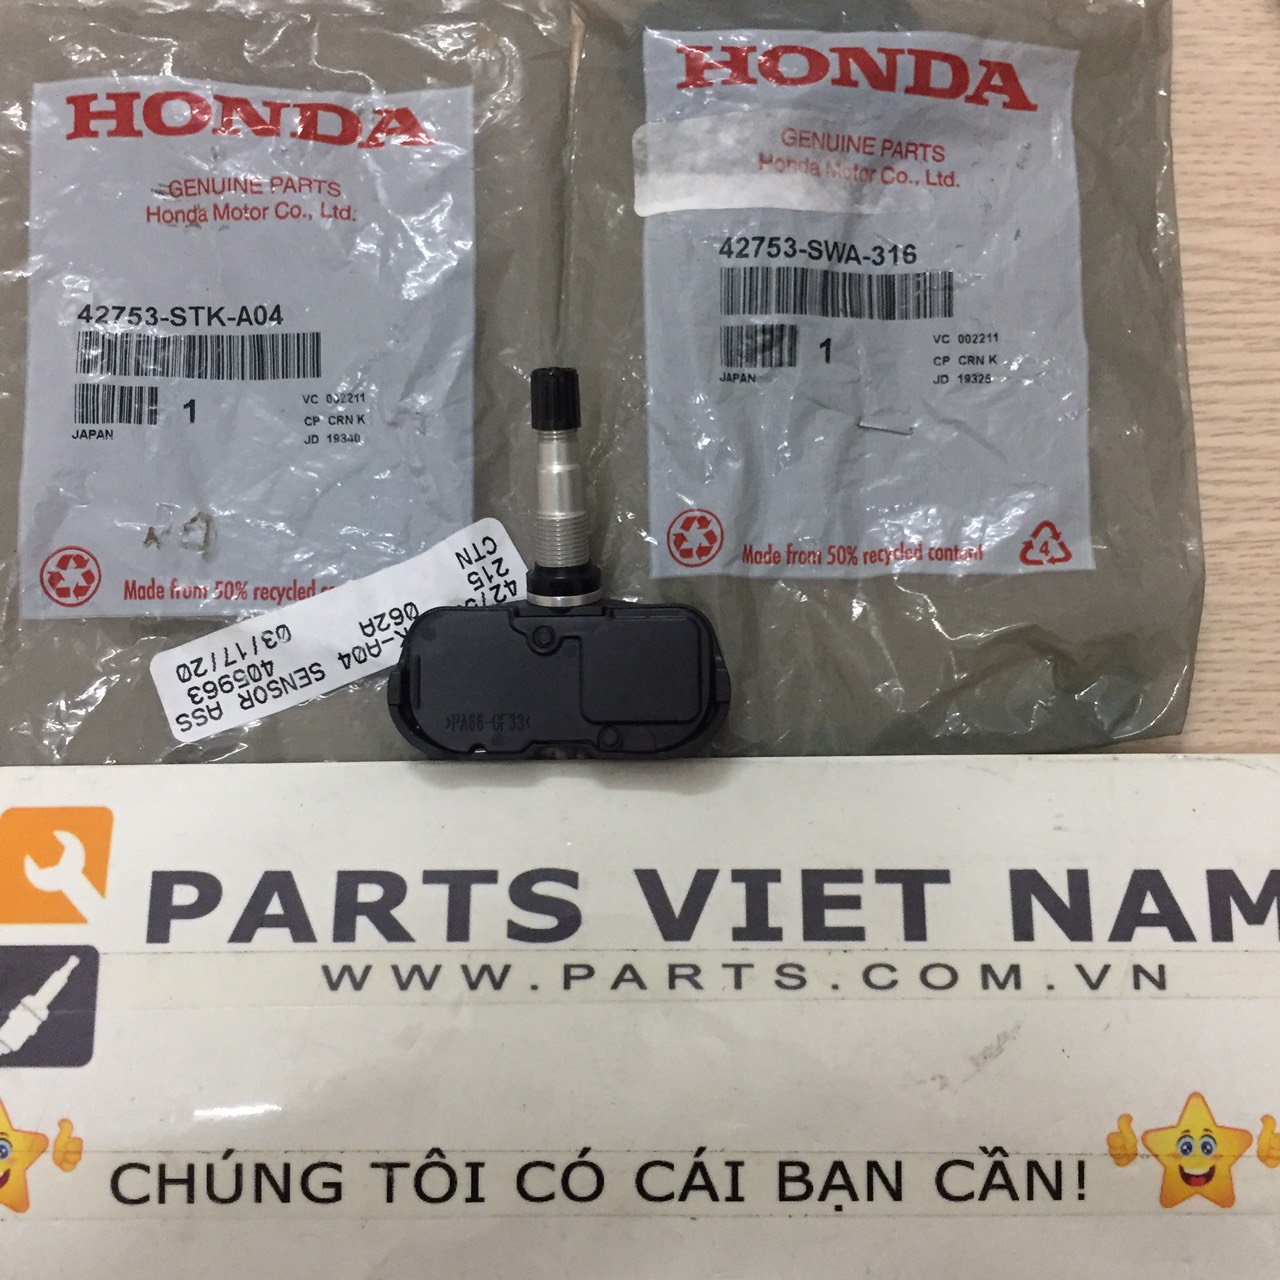 HONDA
GENUINE PARTS
Honda Motor Co., Ltd.
42753-STK-A04
1
JAPAN
VC 002211
CP CRN K
JD 19340
Made from 50% recycled
HONDA
GENUINE PARTS
Honda Motor Co., Ltd.
42753-SWA-316
1
JAPAN
VC 002211
CP CRN K
JD 19325
Made from 50% recycled content
4
CTN
215 062A 03/17/20
K-A04 SENSOR ASS
405963
>PA66-GF33<
PARTS VIET NAM
WWW.PARTS.COM.VN
CHÚNG TÔI CÓ CÁI BẠN CẦN!